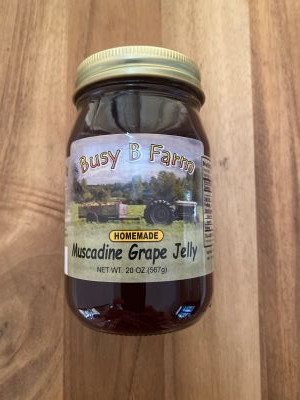 Busy B Farm
HOMEMADE
Muscadine Grape Jelly
NET WT. 20 OZ.(567g)